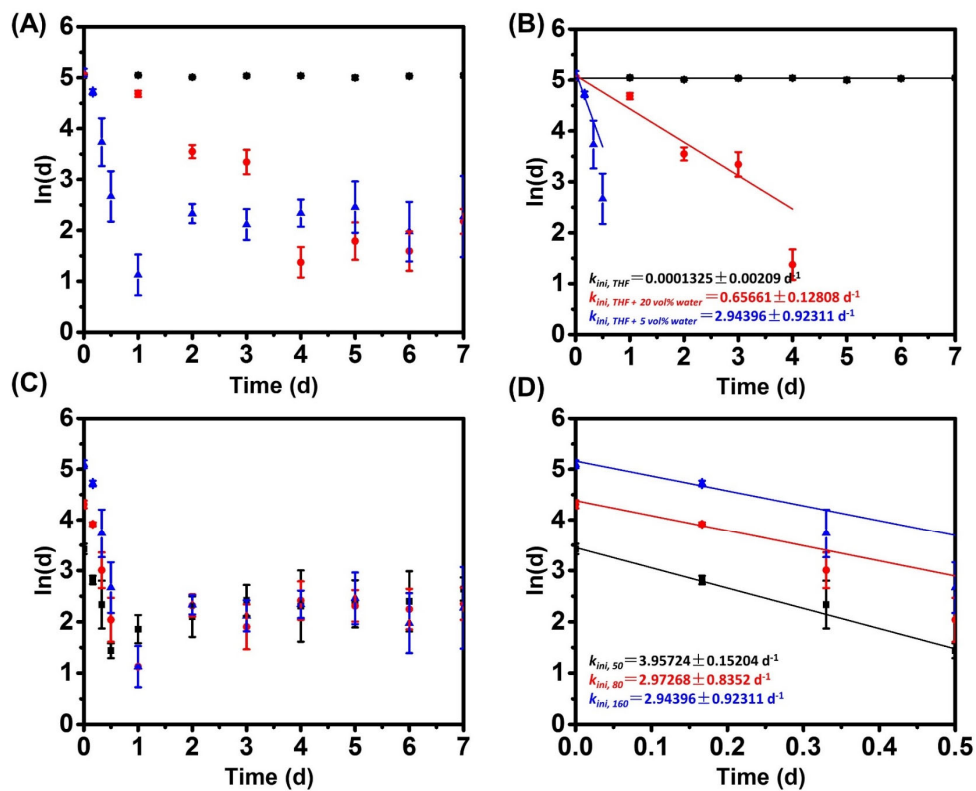 (A)
ln(d)
6
5
4
3
2
1
0
0 1 2 3 4 5 6 7
Time (d)
(B)
ln(d)
6
5
4
3
2
1
0
k ini, THF = 0.0001325 ± 0.00209 d-1
k ini, THF + 20 vol% water = 0.65661 ± 0.12808 d-1
k ini, THF + 5 vol% water = 2.94396 ± 0.92311 d-1
0 1 2 3 4 5 6 7
Time (d)
(C)
ln(d)
6
5
4
3
2
1
0
0 1 2 3 4 5 6 7
Time (d)
(D)
ln(d)
6
5
4
3
2
1
0
k ini, 50 = 3.95724 ± 0.15204 d-1
k ini, 80 = 2.97268 ± 0.8352 d-1
k ini, 160 = 2.94396 ± 0.92311 d-1
0.0 0.1 0.2 0.3 0.4 0.5
Time (d)